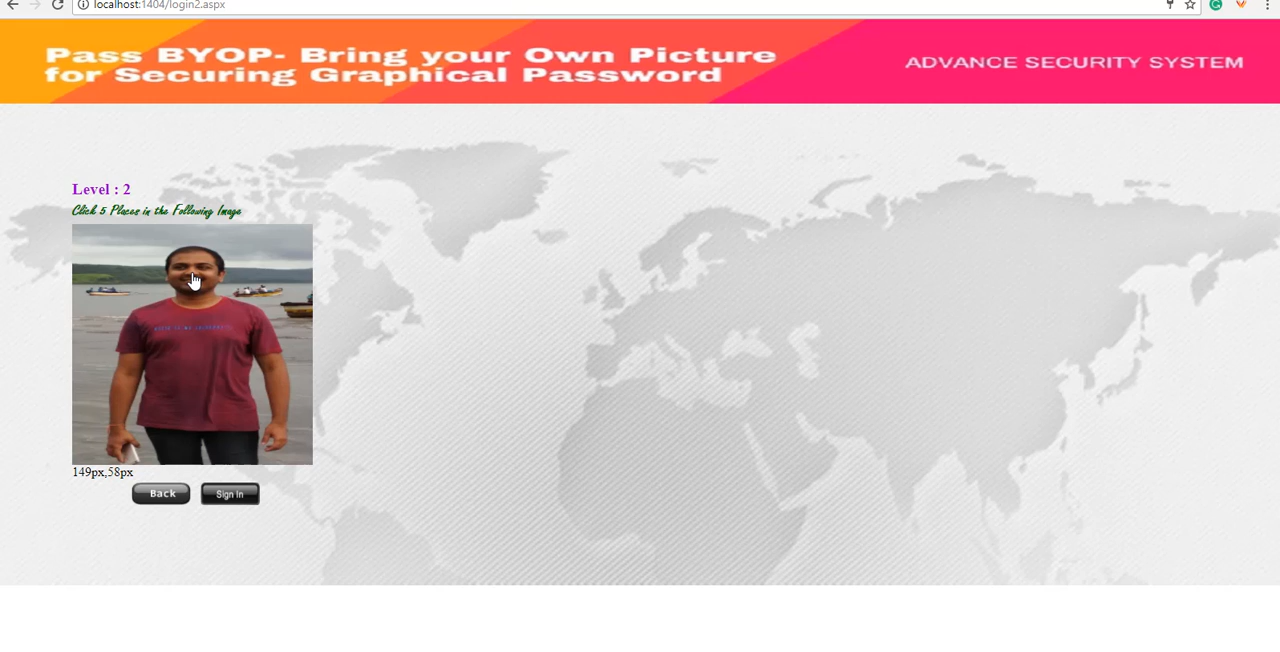 localhost:1404/login2.aspx
Pass BYOP- Bring your Own Picture
for Securing Graphical Password
ADVANCE SECURITY SYSTEM
Level : 2
Click 5 Places in the Following Image
149px,58px
Back
Sign In